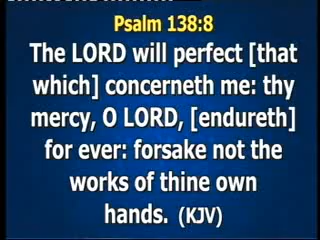 Psalm 138:8
The LORD will perfect [that
which] concerneth me: thy
mercy, O LORD, [endureth]
for ever: forsake not the
works of thine own
hands. (KJV)